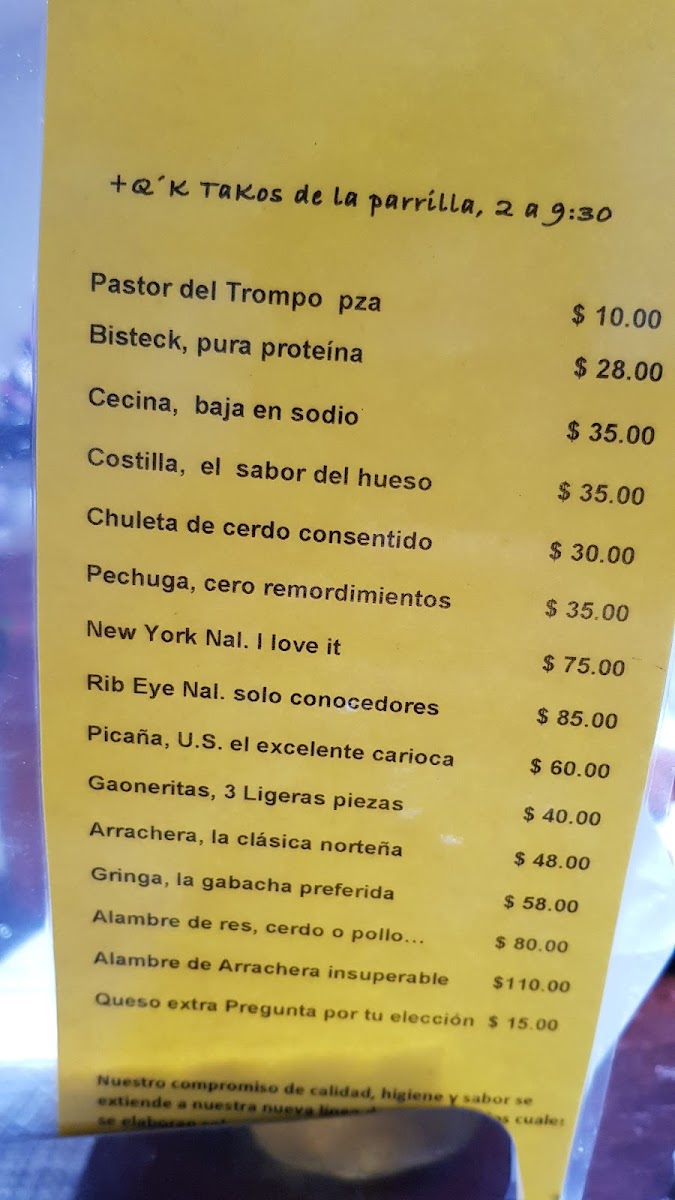 +Q´K TaKos de la parrilla, 2 a 9:30
Pastor del Trompo pza $ 10.00
Bisteck, pura proteína $ 28.00
Cecina, baja en sodio $ 35.00
Costilla, el sabor del hueso $ 35.00
Chuleta de cerdo consentido $ 30.00
Pechuga, cero remordimientos $ 35.00
New York Nal. I love it $ 75.00
Rib Eye Nal. solo conocedores $ 85.00
Picaña, U.S. el excelente carioca $ 60.00
Gaoneritas, 3 Ligeras piezas $ 40.00
Arrachera, la clásica norteña $ 48.00
Gringa, la gabacha preferida $ 58.00
Alambre de res, cerdo o pollo... $ 80.00
Alambre de Arrachera insuperable $110.00
Queso extra Pregunta por tu elección $ 15.00
Nuestro compromiso de calidad, higiene y sabor se
extiende a nuestra nueva
se